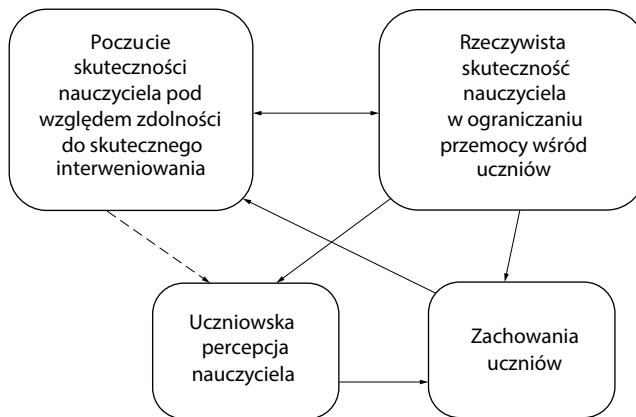 Poczucie
skuteczności
nauczyciela pod
względem zdolności
do skutecznego
interweniowania
Rzeczywista
skuteczność
nauczyciela
w ograniczaniu
przemocy wśród
uczniów
Uczniowska
percepcja
nauczyciela
Zachowania
uczniów